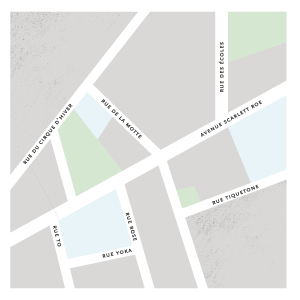 RUE DES ÉCOLES
RUE DE LA MOTTE
RUE DU CIRQUE D'HIVER
AVENUE SCARLETT ROE
RUE TIQUETONE
RUE TO
RUE ROSE
RUE YOKA